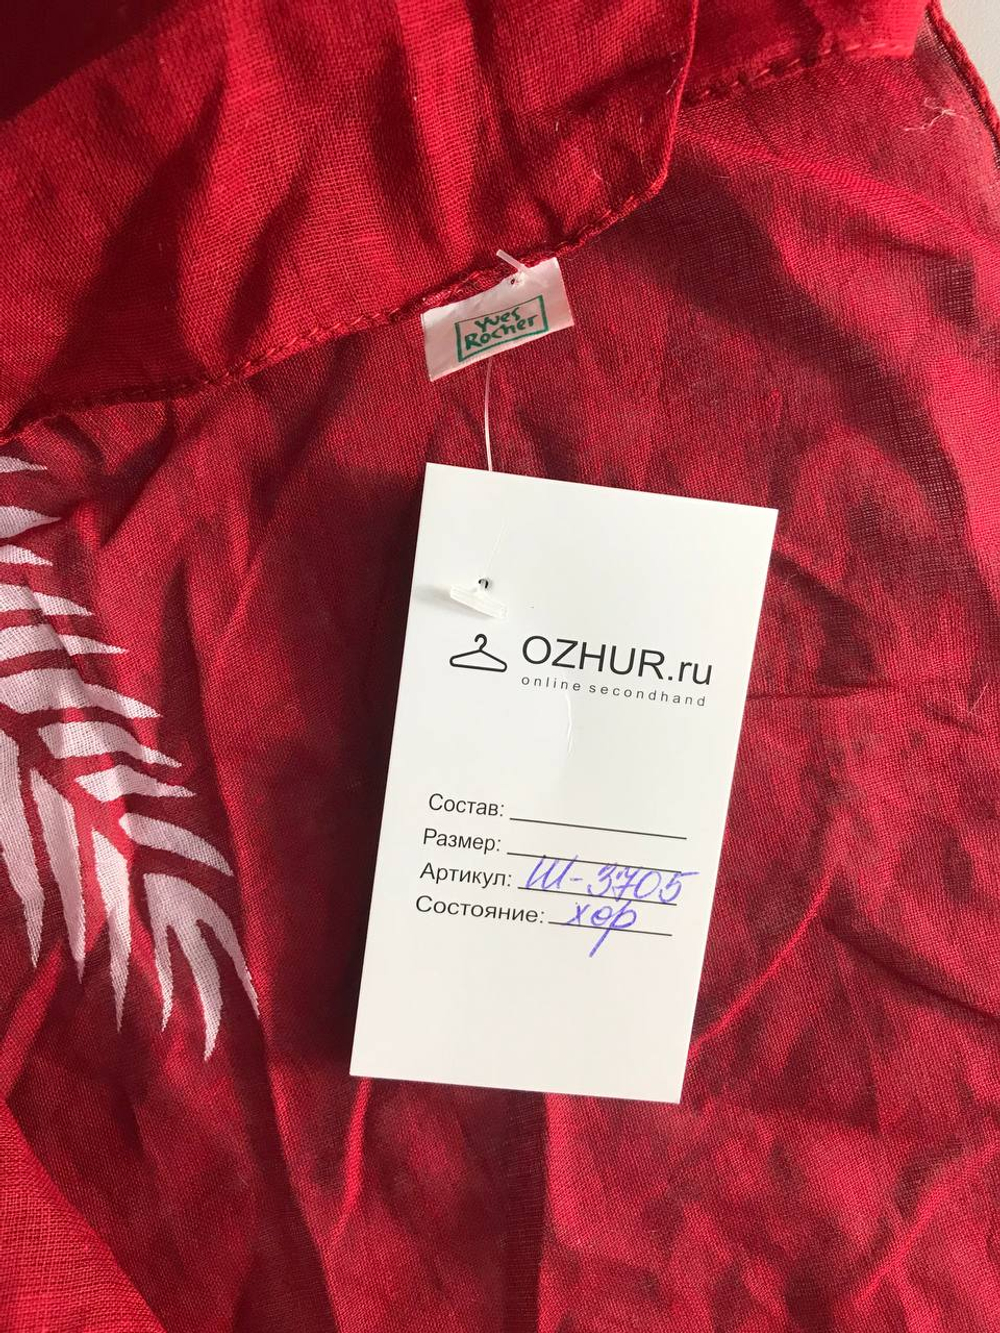 Yves
Rocher
OZHUR.ru
online secondhand
Состав:
Размер:
Артикул: Ш-3705
Состояние: хор